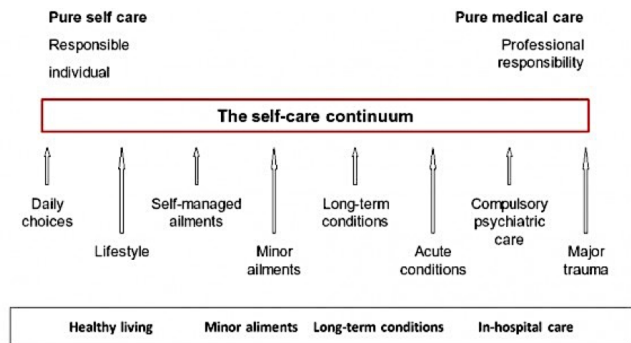 Pure self care
Responsible
individual
Pure medical care
Professional
responsibility
The self-care continuum
Daily
choices
Lifestyle
Self-managed
ailments
Minor
ailments
Long-term
conditions
Acute
conditions
Compulsory
psychiatric
care
Major
trauma
Healthy living Minor aliments Long-term conditions In-hospital care